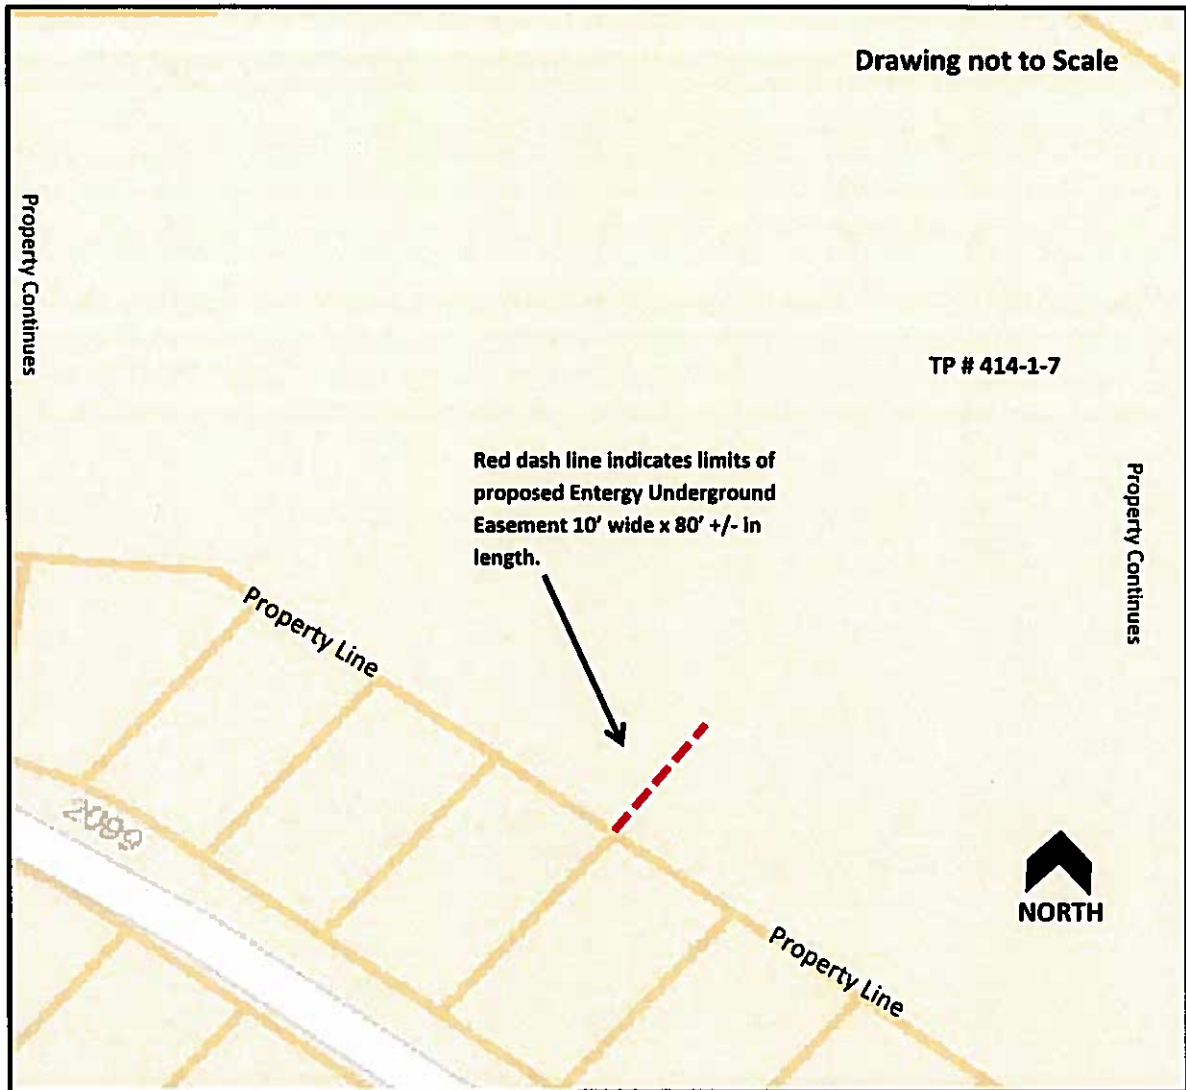 Drawing not to Scale
Property Continues
TP # 414-1-7
Red dash line indicates limits of
proposed Entergy Underground
Easement 10' wide x 80' +/- in
length.
Property Continues
Property Line
2099
NORTH
Property Line